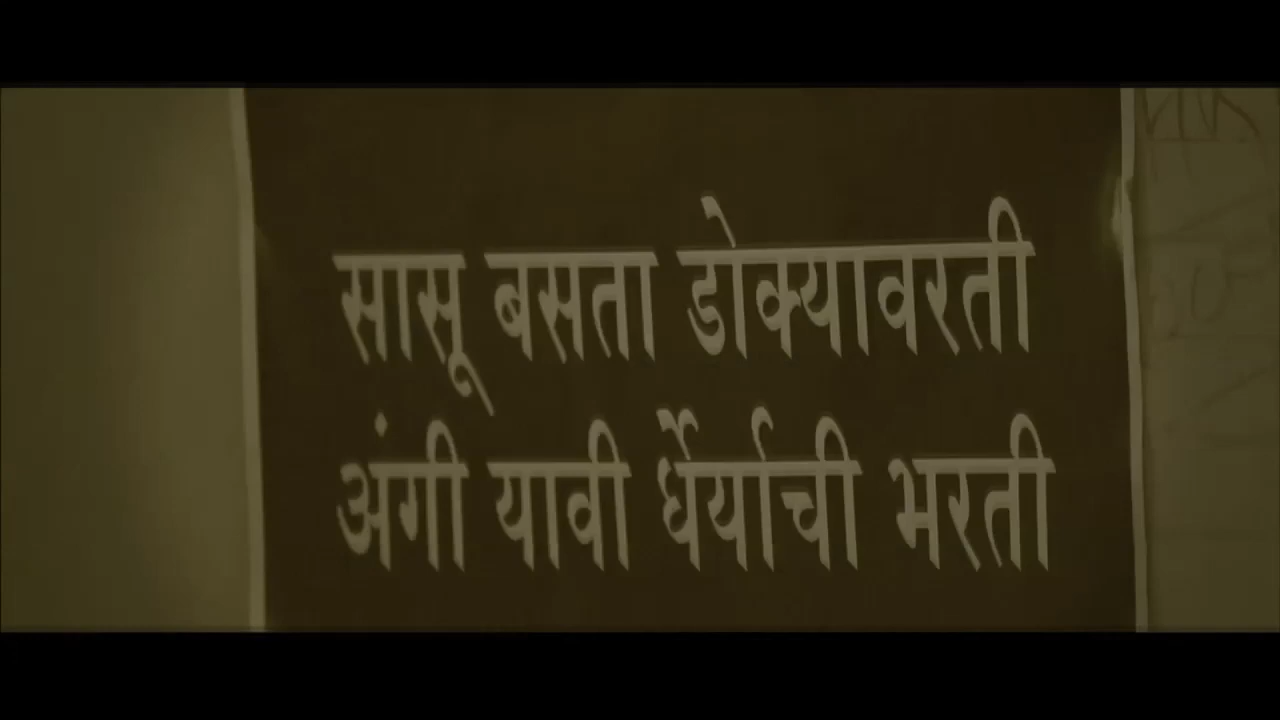 सासू बसता डोक्यावरती
अंगी यावी धैर्याची भरती